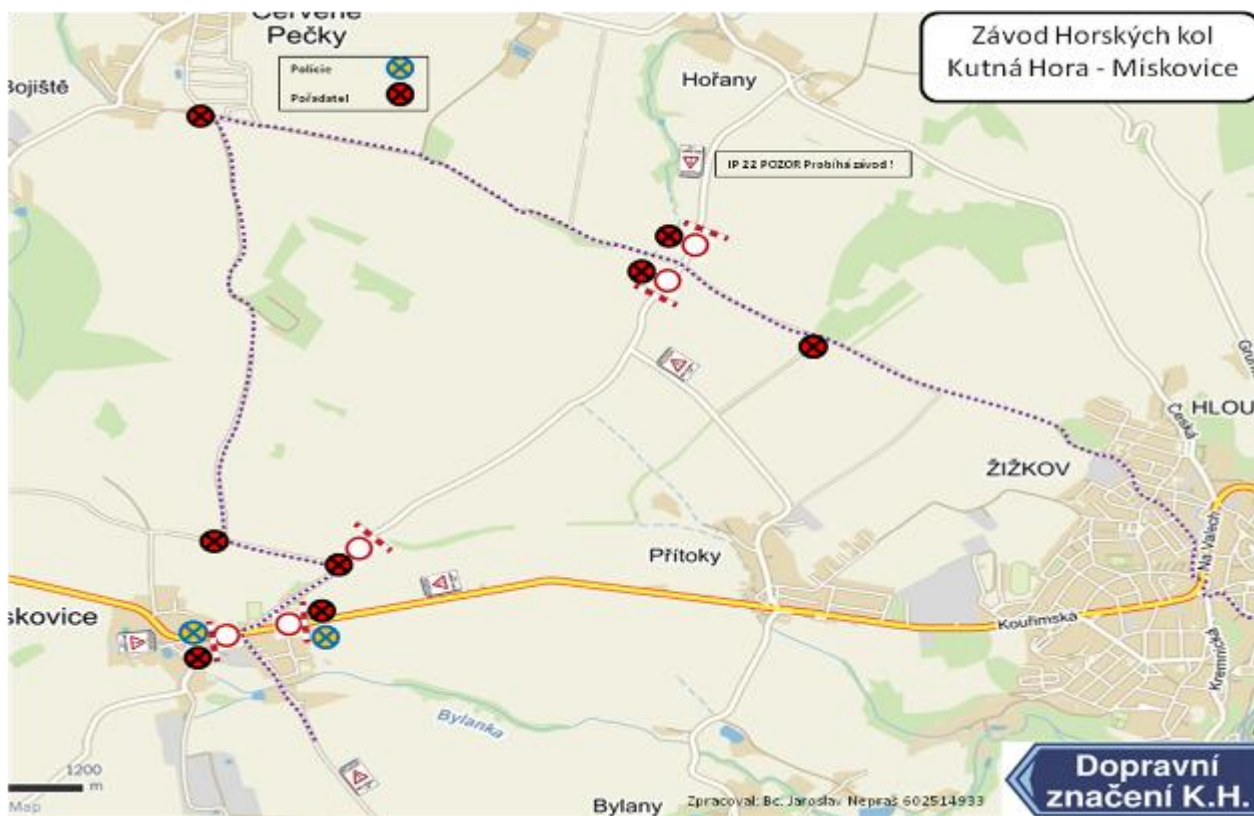 Závod Horských kol
Kutná Hora - Miskovice
Červené
Pečky
Policie
Pořadatel
Bojiště
Hořany
IP 22 POZOR Probíhá závod !
HLOU
Česká
ŽIŽKOV
Na Valech
Přítoky
Kouřimská
Kremnická
skovice
Bylanka
1200
m
Map
Bylany
Zpracoval: Bc. Jaroslav Nepraš 602514933
Dopravní
značení K.H.